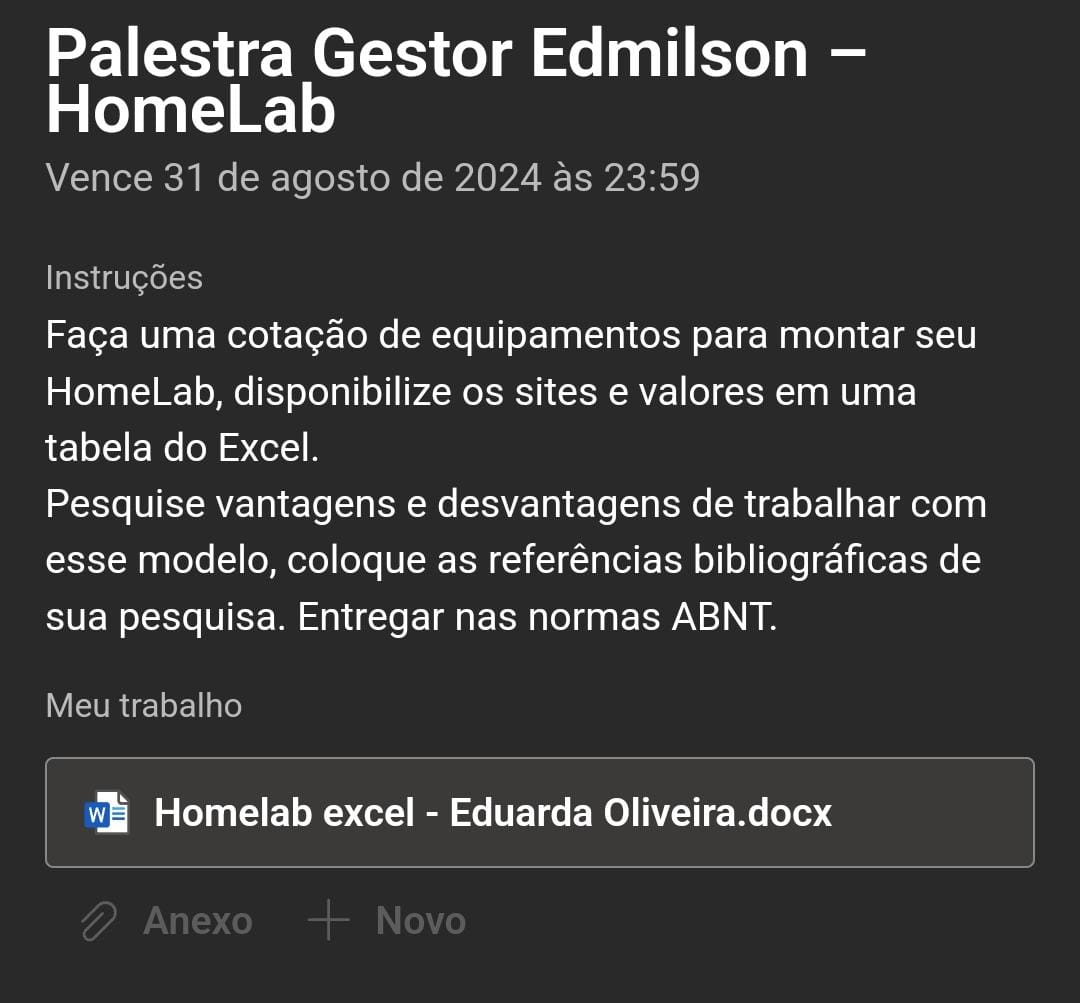 Palestra Gestor Edmilson –
HomeLab
Vence 31 de agosto de 2024 às 23:59
Instruções
Faça uma cotação de equipamentos para montar seu
HomeLab, disponibilize os sites e valores em uma
tabela do Excel.
Pesquise vantagens e desvantagens de trabalhar com
esse modelo, coloque as referências bibliográficas de
sua pesquisa. Entregar nas normas ABNT.
Meu trabalho
W Homelab excel - Eduarda Oliveira.docx
Anexo Novo